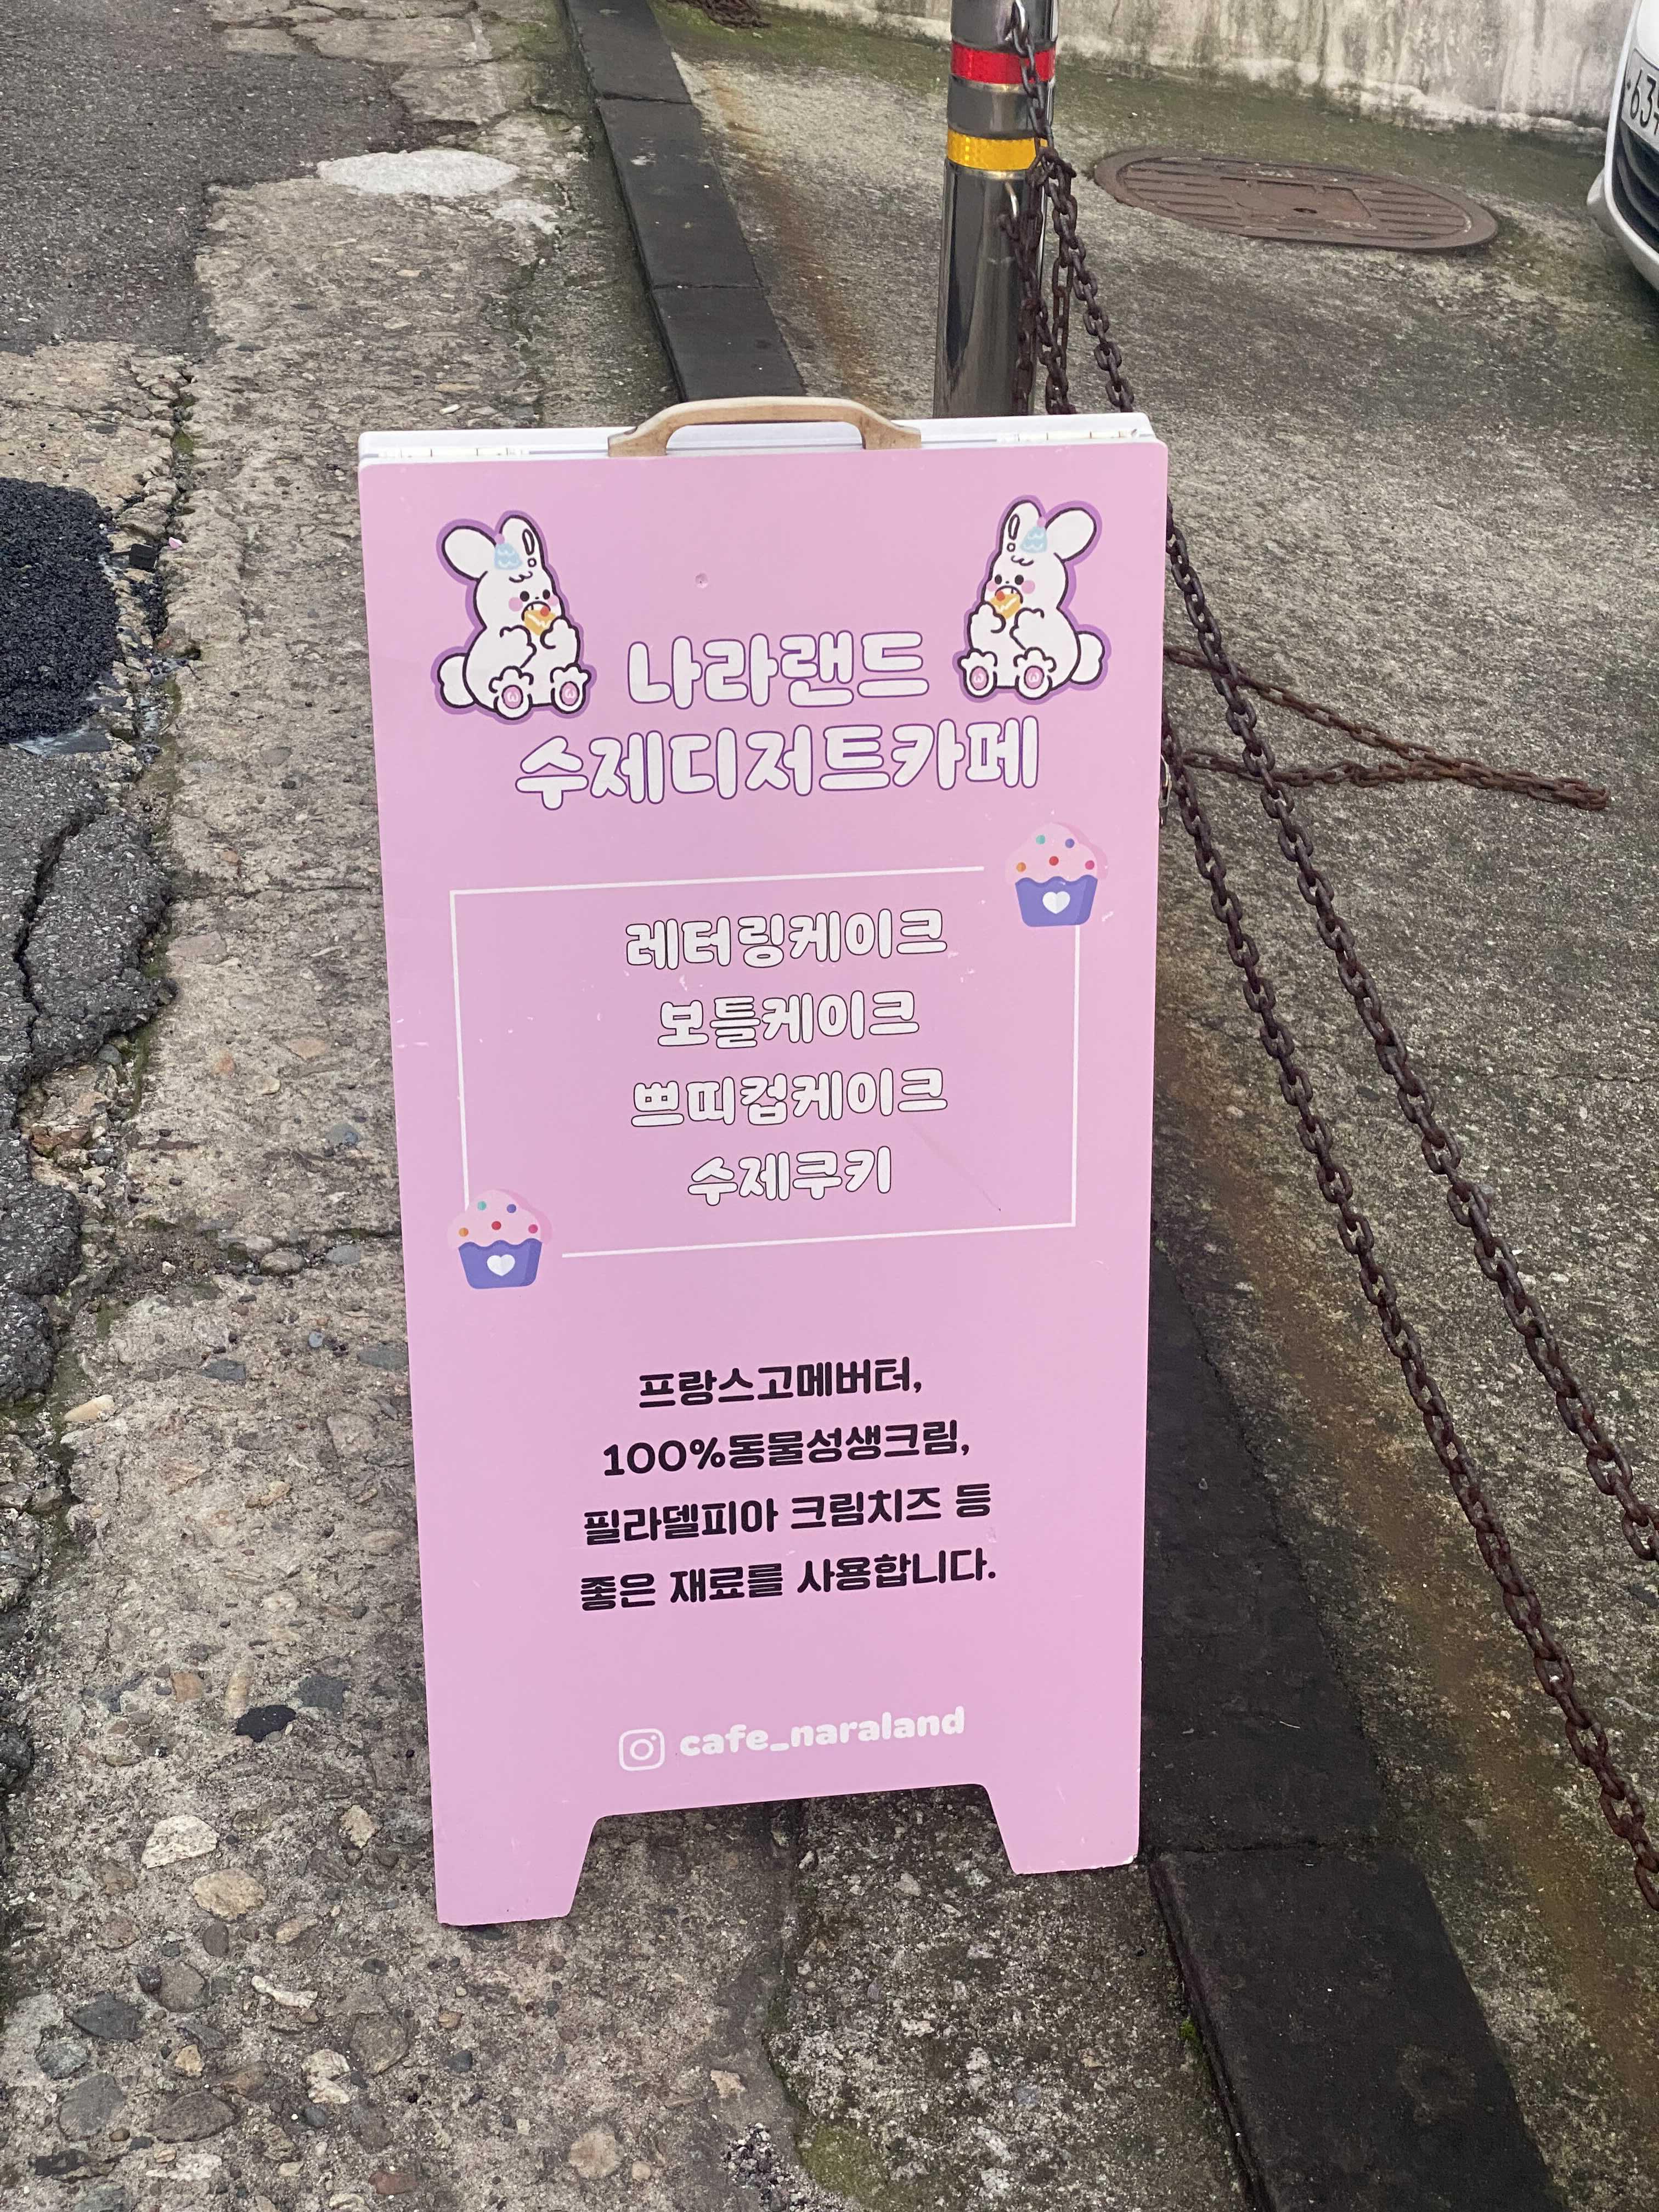 나라랜드
수제디저트카페
레터링케이크
보틀케이크
쁘띠컵케이크
수제쿠키
프랑스고메버터,
100%동물성생크림,
필라델피아 크림치즈 등
좋은 재료를 사용합니다.
cafe_naraland